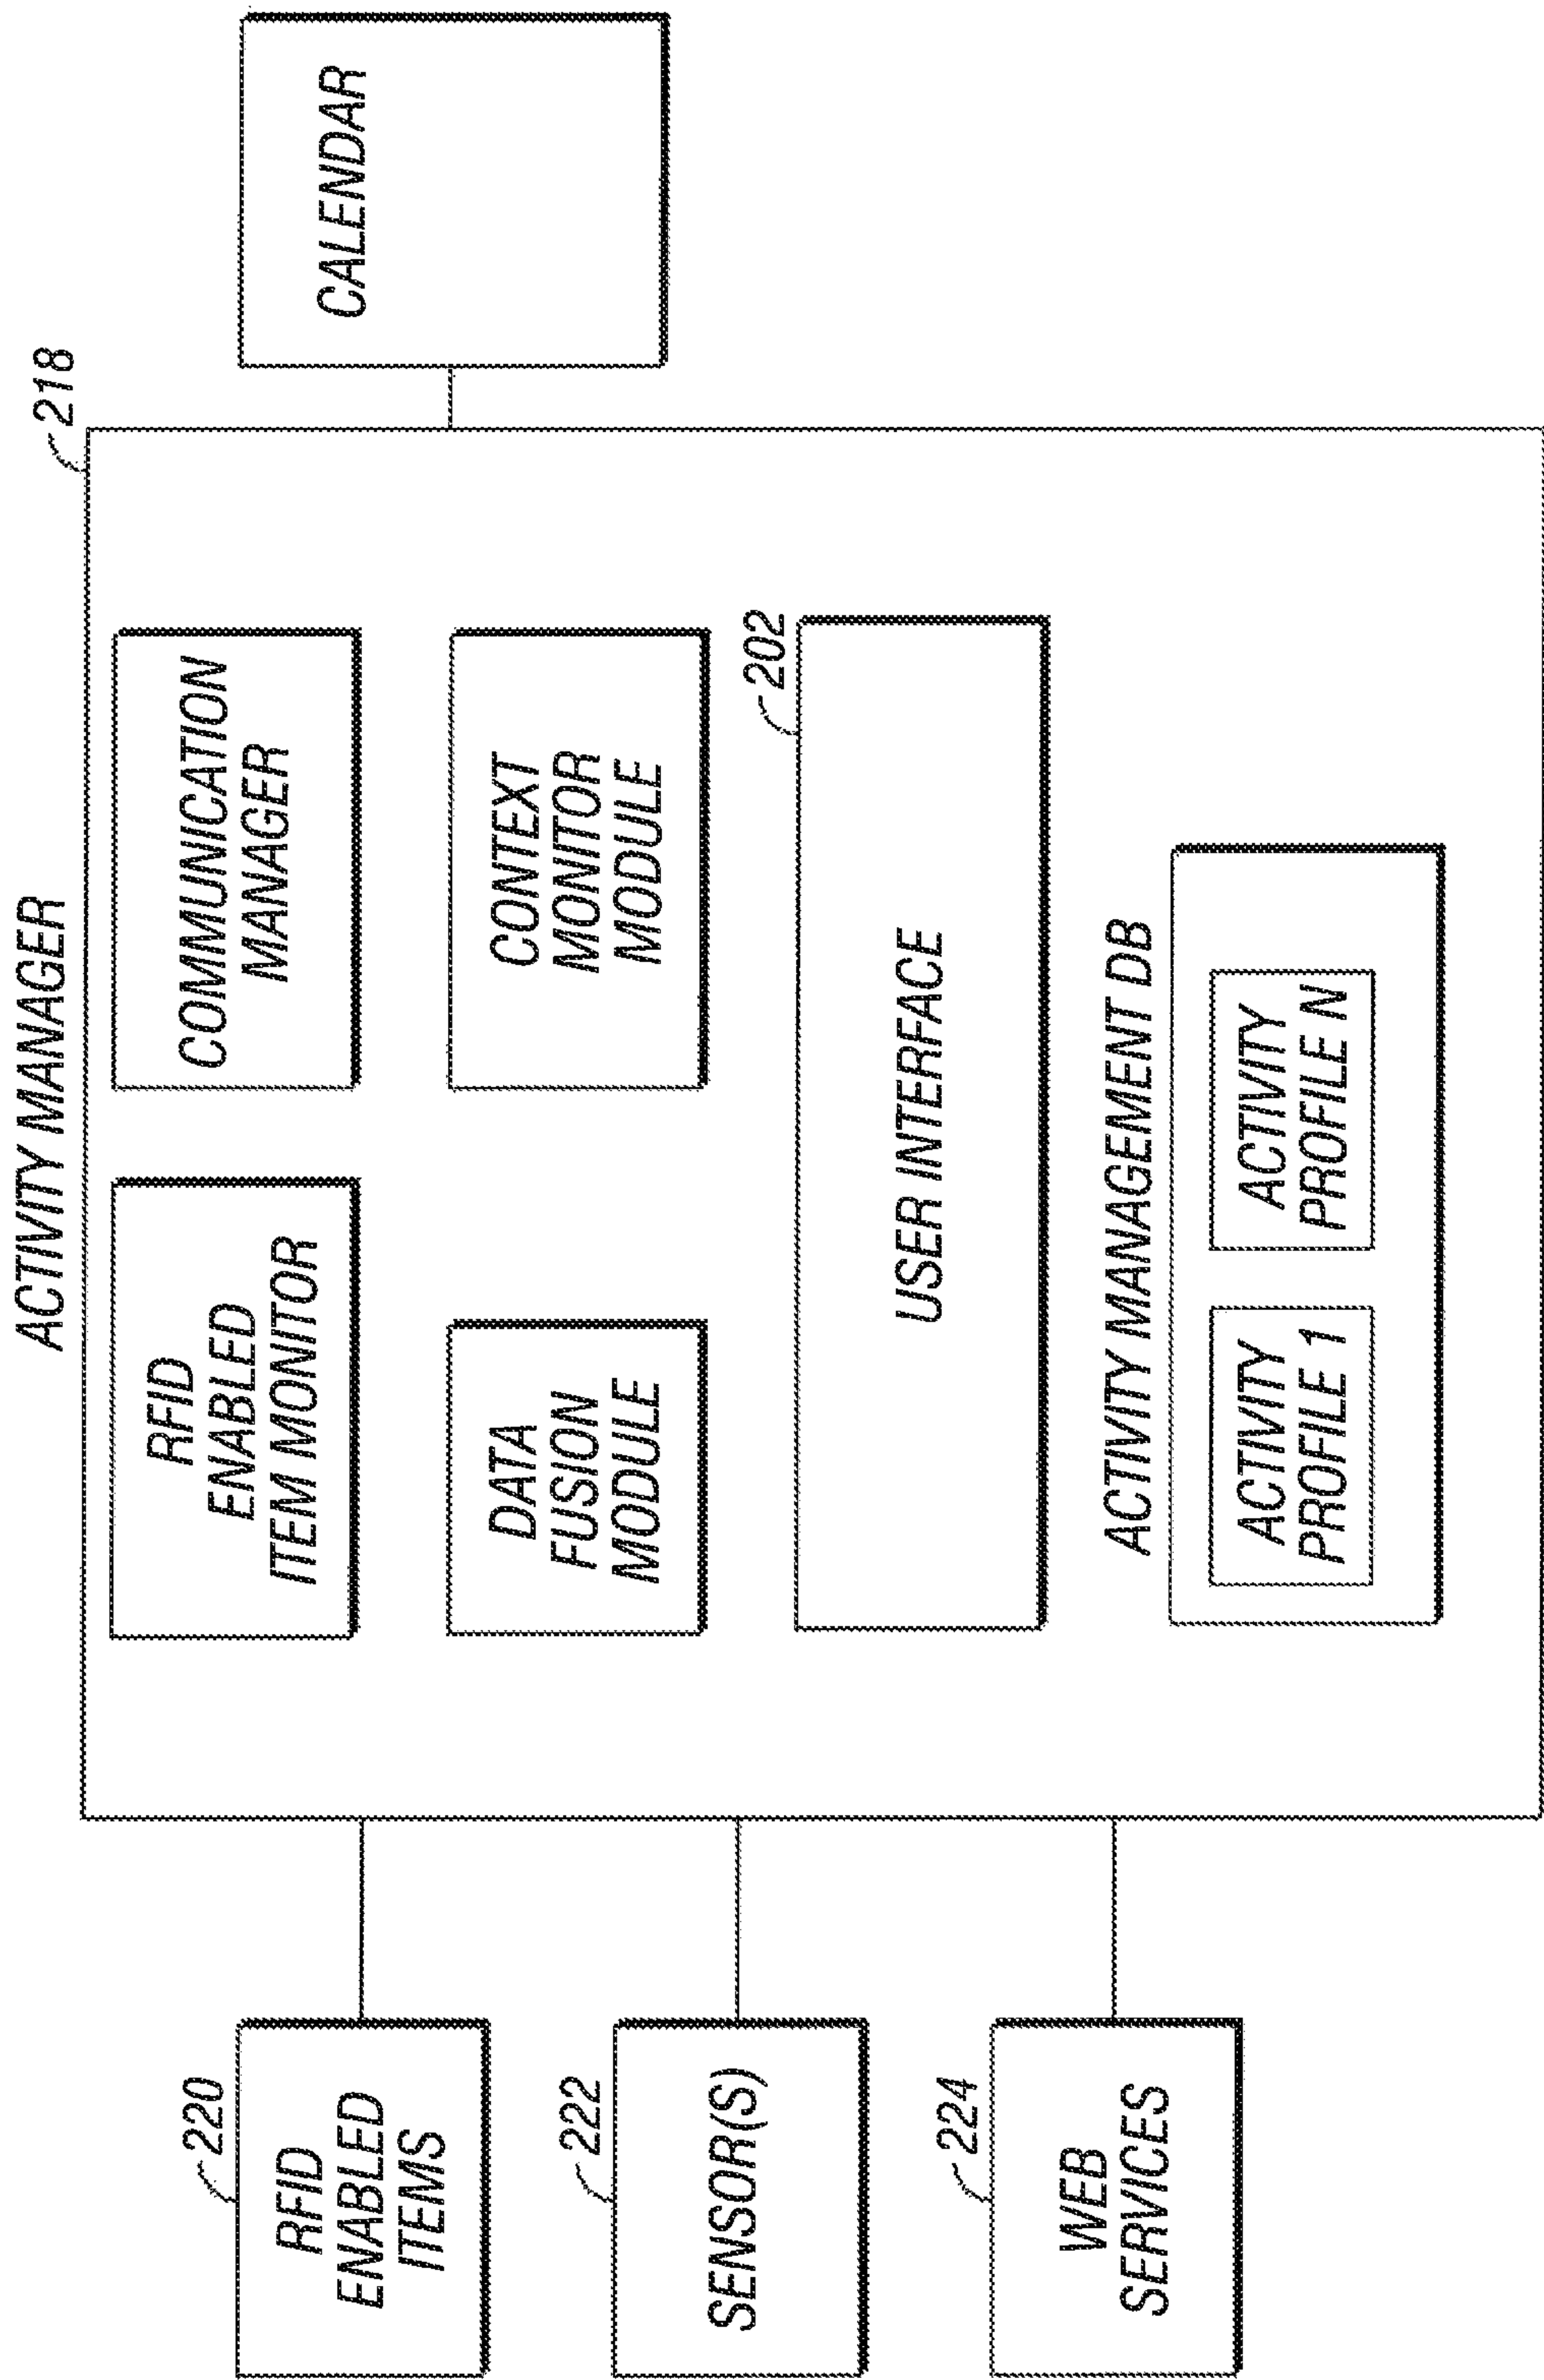 ACTIVITY MANAGER
218
220
RFID
ENABLED
ITEMS
222
SENSOR(S)
224
WEB
SERVICES
RFID
ENABLED
ITEM MONITOR
COMMUNICATION
MANAGER
DATA
FUSION
MODULE
CONTEXT
MONITOR
MODULE
202
USER INTERFACE
ACTIVITY MANAGEMENT DB
ACTIVITY
PROFILE 1
ACTIVITY
PROFILE N
CALENDAR